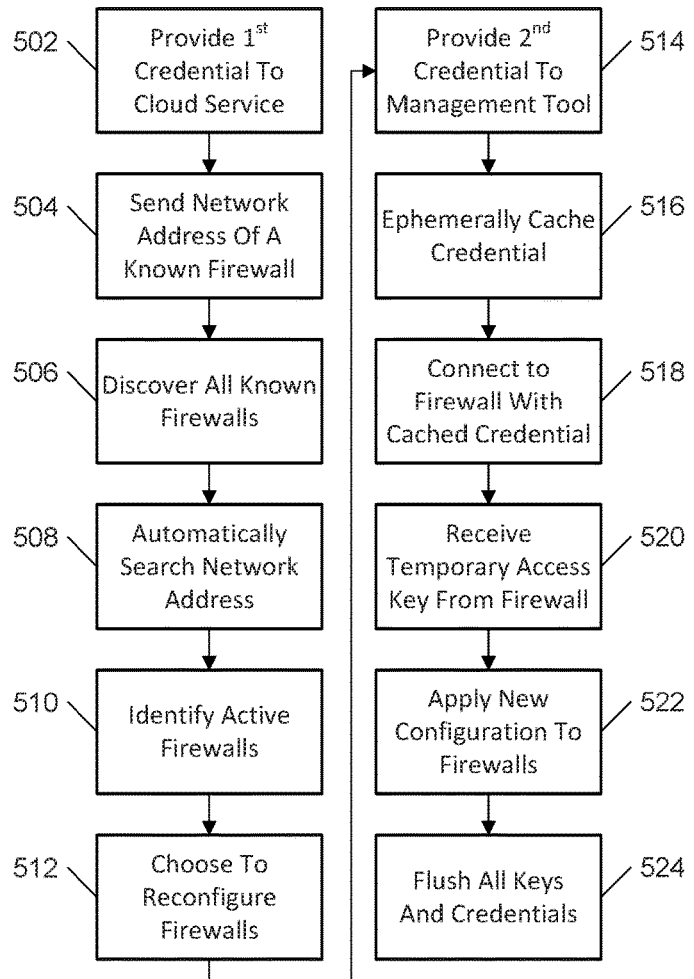 502
Provide 1st
Credential To
Cloud Service
504
Send Network
Address Of A
Known Firewall
506
Discover All Known
Firewalls
508
Automatically
Search Network
Address
510
Identify Active
Firewalls
512
Choose To
Reconfigure
Firewalls
514
Provide 2nd
Credential To
Management Tool
516
Ephemerally Cache
Credential
518
Connect to
Firewall With
Cached Credential
520
Receive
Temporary Access
Key From Firewall
522
Apply New
Configuration To
Firewalls
524
Flush All Keys
And Credentials